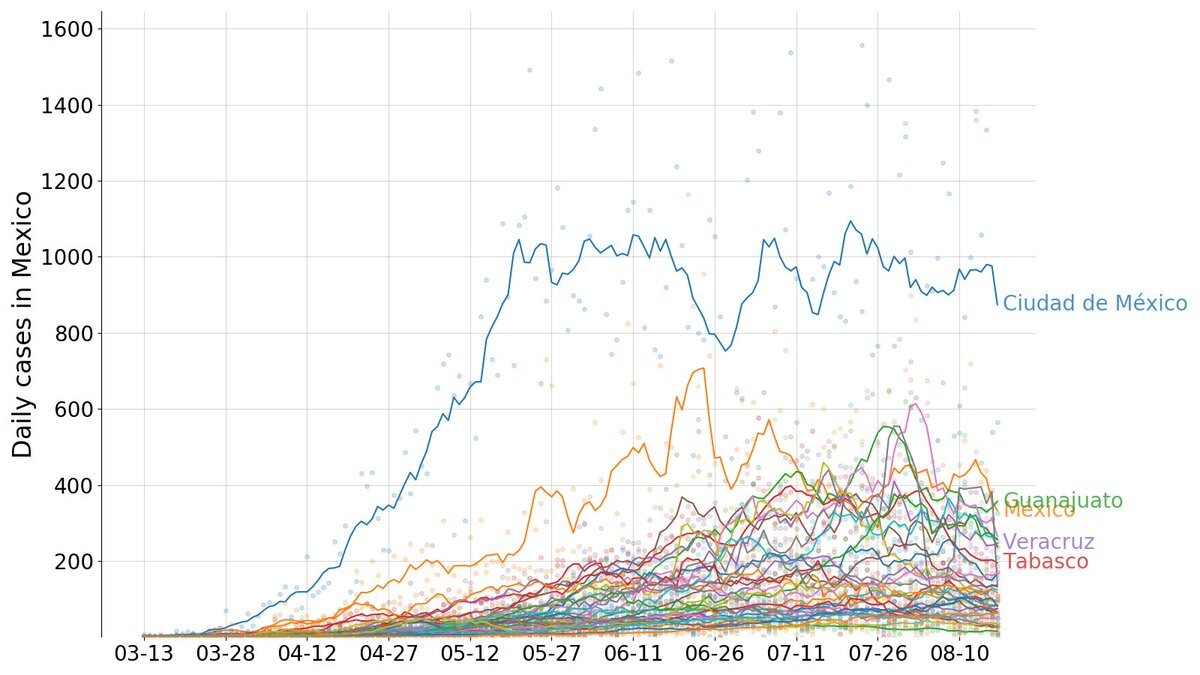 Daily cases in Mexico
1600
1400
1200
1000
800
600
400
200
03-13 03-28 04-12 04-27 05-12 05-27 06-11 06-26 07-11 07-26 08-10
Ciudad de México
Guanajuato
México
Veracruz
Tabasco